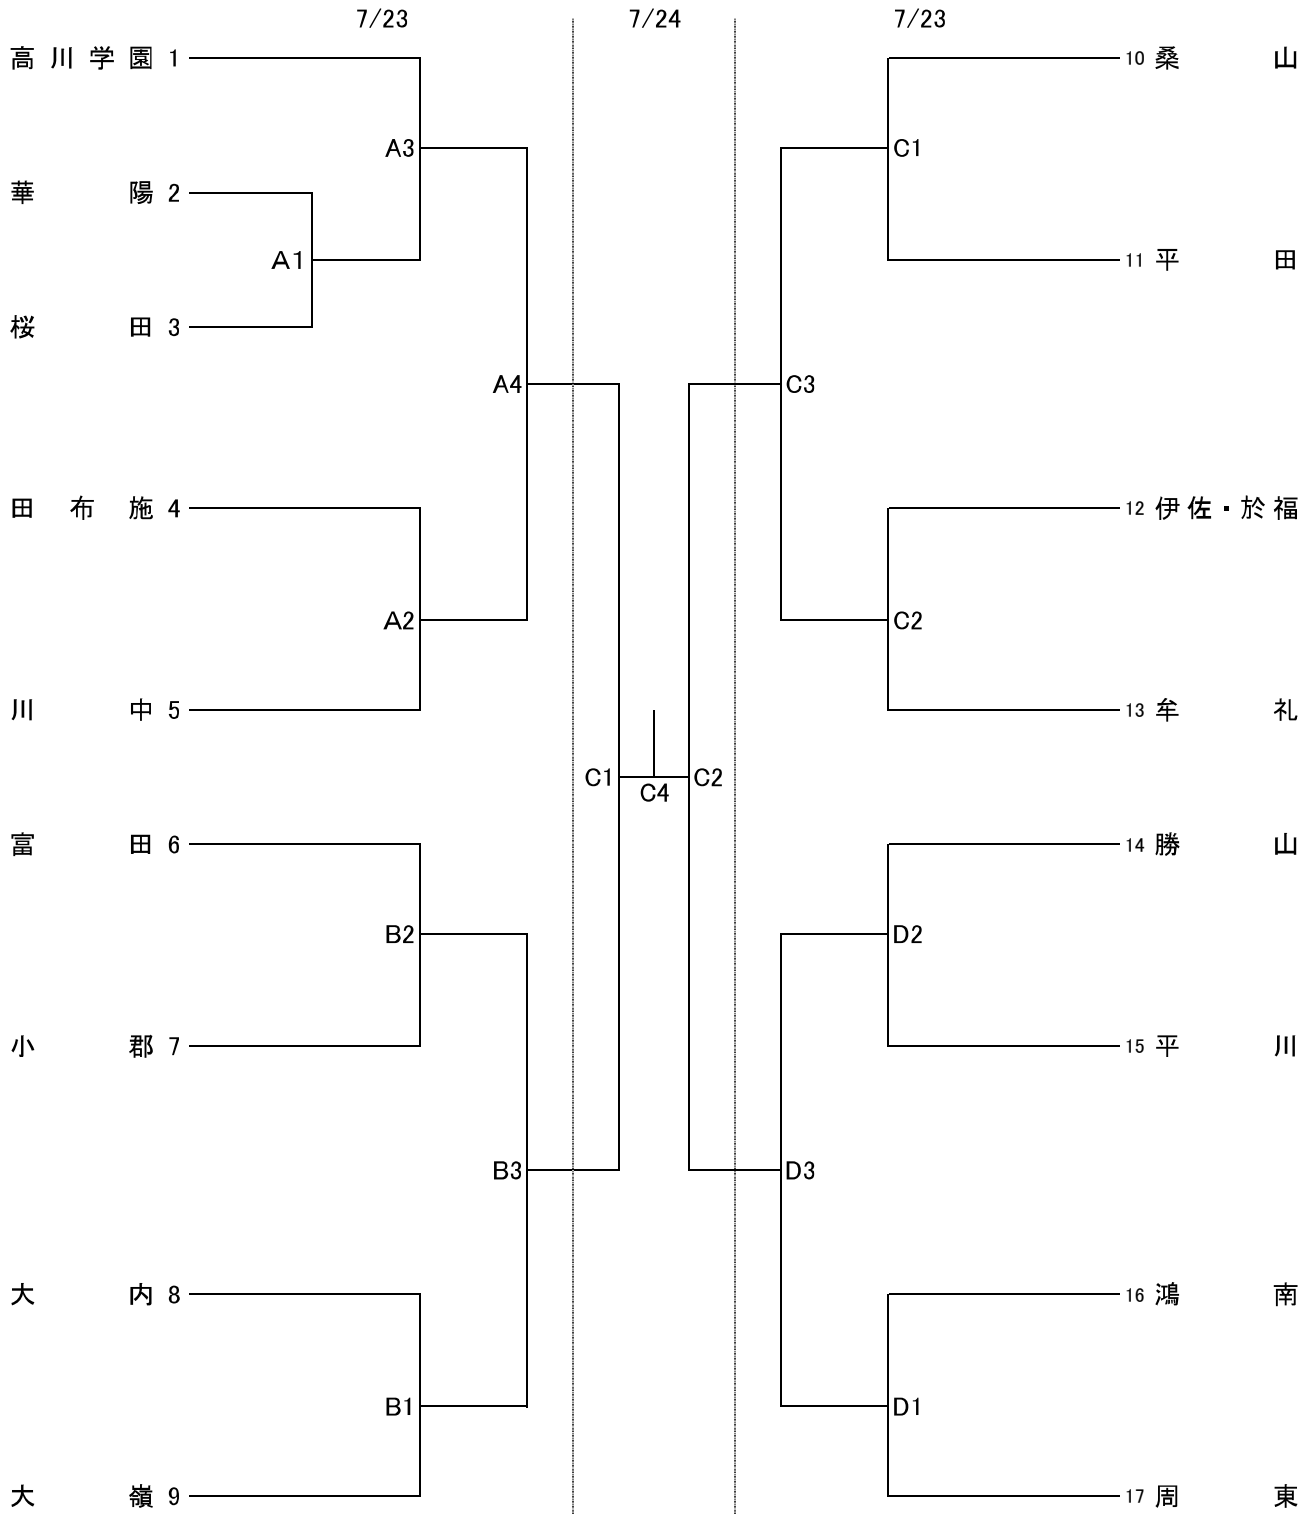 7/23 7/24 7/23
高川学園 1 10 桑山
A3 C1
華陽 2
A1 11 平田
桜田 3
A4 C3
田布施 4 12 伊佐・於福
A2 C2
川中 5 13 牟礼
C1 C4 C2
富田 6 14 勝山
B2 D2
小郡 7 15 平川
B3 D3
大内 8 16 鴻南
B1 D1
大嶺 9 17 周東